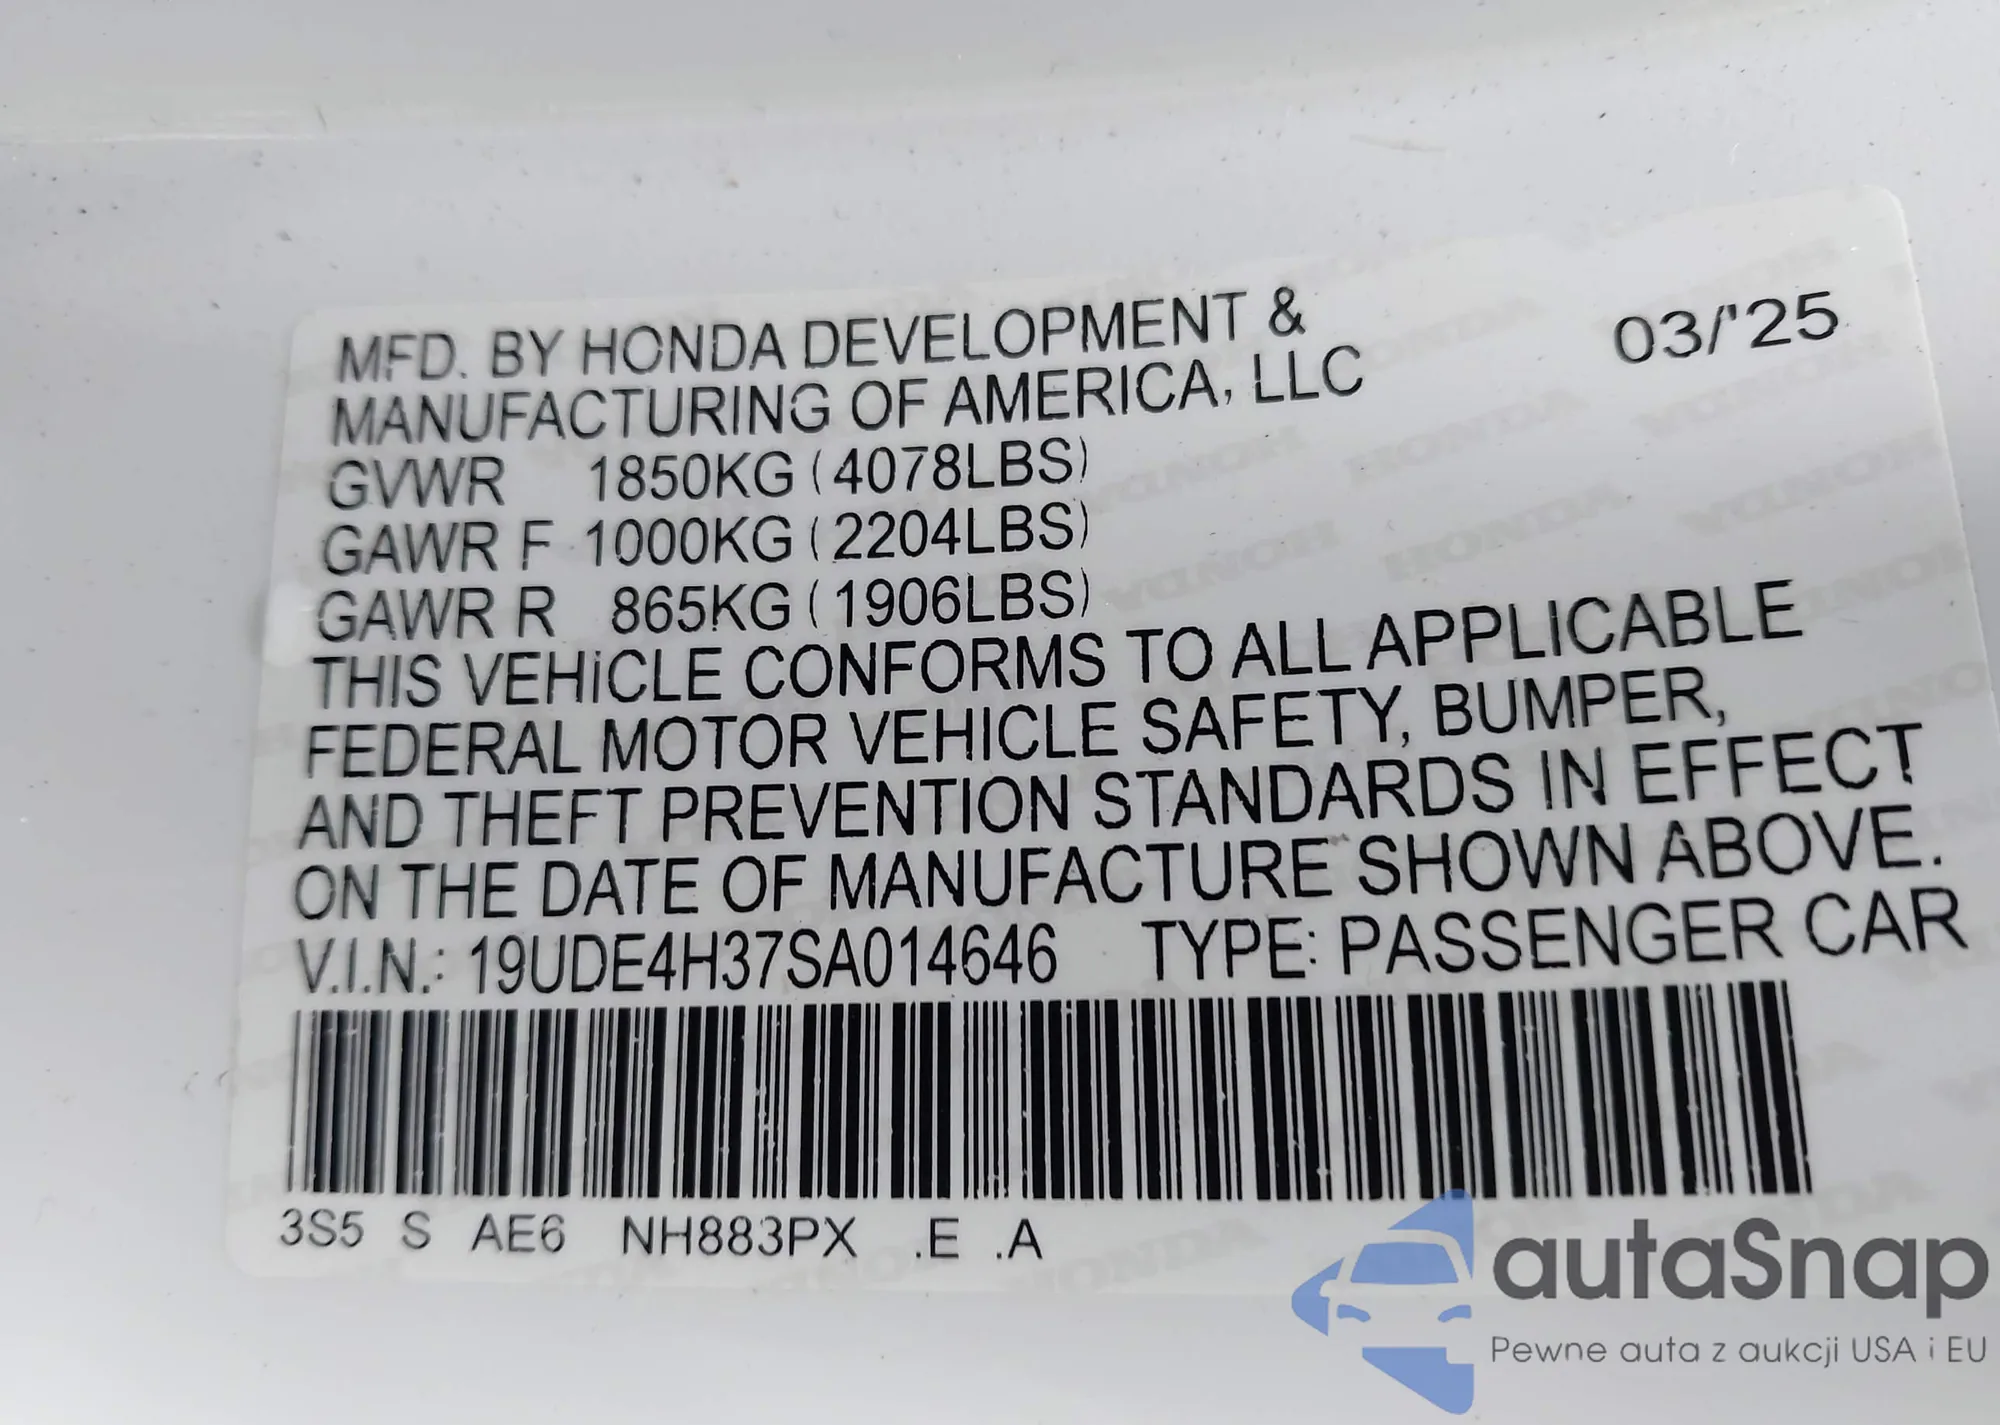 MFD. BY HONDA DEVELOPMENT &
MANUFACTURING OF AMERICA, LLC
03/'25
GVWR 1850KG (4078LBS)
GAWR F 1000KG (2204LBS)
GAWR R 865KG (1906LBS)
THIS VEHICLE CONFORMS TO ALL APPLICABLE
FEDERAL MOTOR VEHICLE SAFETY, BUMPER,
AND THEFT PREVENTION STANDARDS IN EFFECT
ON THE DATE OF MANUFACTURE SHOWN ABOVE.
V.I.N.: 19UDE4H37SA014646 TYPE: PASSENGER CAR
3S5 S AE6 NH883PX .E .A
autaSnap
Pewne auta z aukcji USA i EU